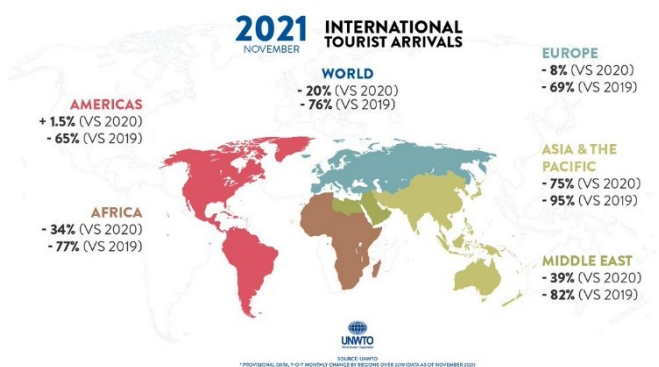 2021 INTERNATIONAL
NOVEMBER TOURIST ARRIVALS
WORLD
- 20% (VS 2020)
- 76% (VS 2019)
EUROPE
- 8% (VS 2020)
- 69% (VS 2019)
AMERICAS
+ 1.5% (VS 2020)
- 65% (VS 2019)
ASIA & THE
PACIFIC
- 75% (VS 2020)
- 95% (VS 2019)
AFRICA
- 34% (VS 2020)
- 77% (VS 2019)
MIDDLE EAST
- 39% (VS 2020)
- 82% (VS 2019)
UNWTO
SOURCE: UNWTO
* PROVISIONAL DATA, Y-O-Y MONTHLY CHANGE BY REGIONS OVER 2019 (DATA AS OF NOVEMBER 2021)